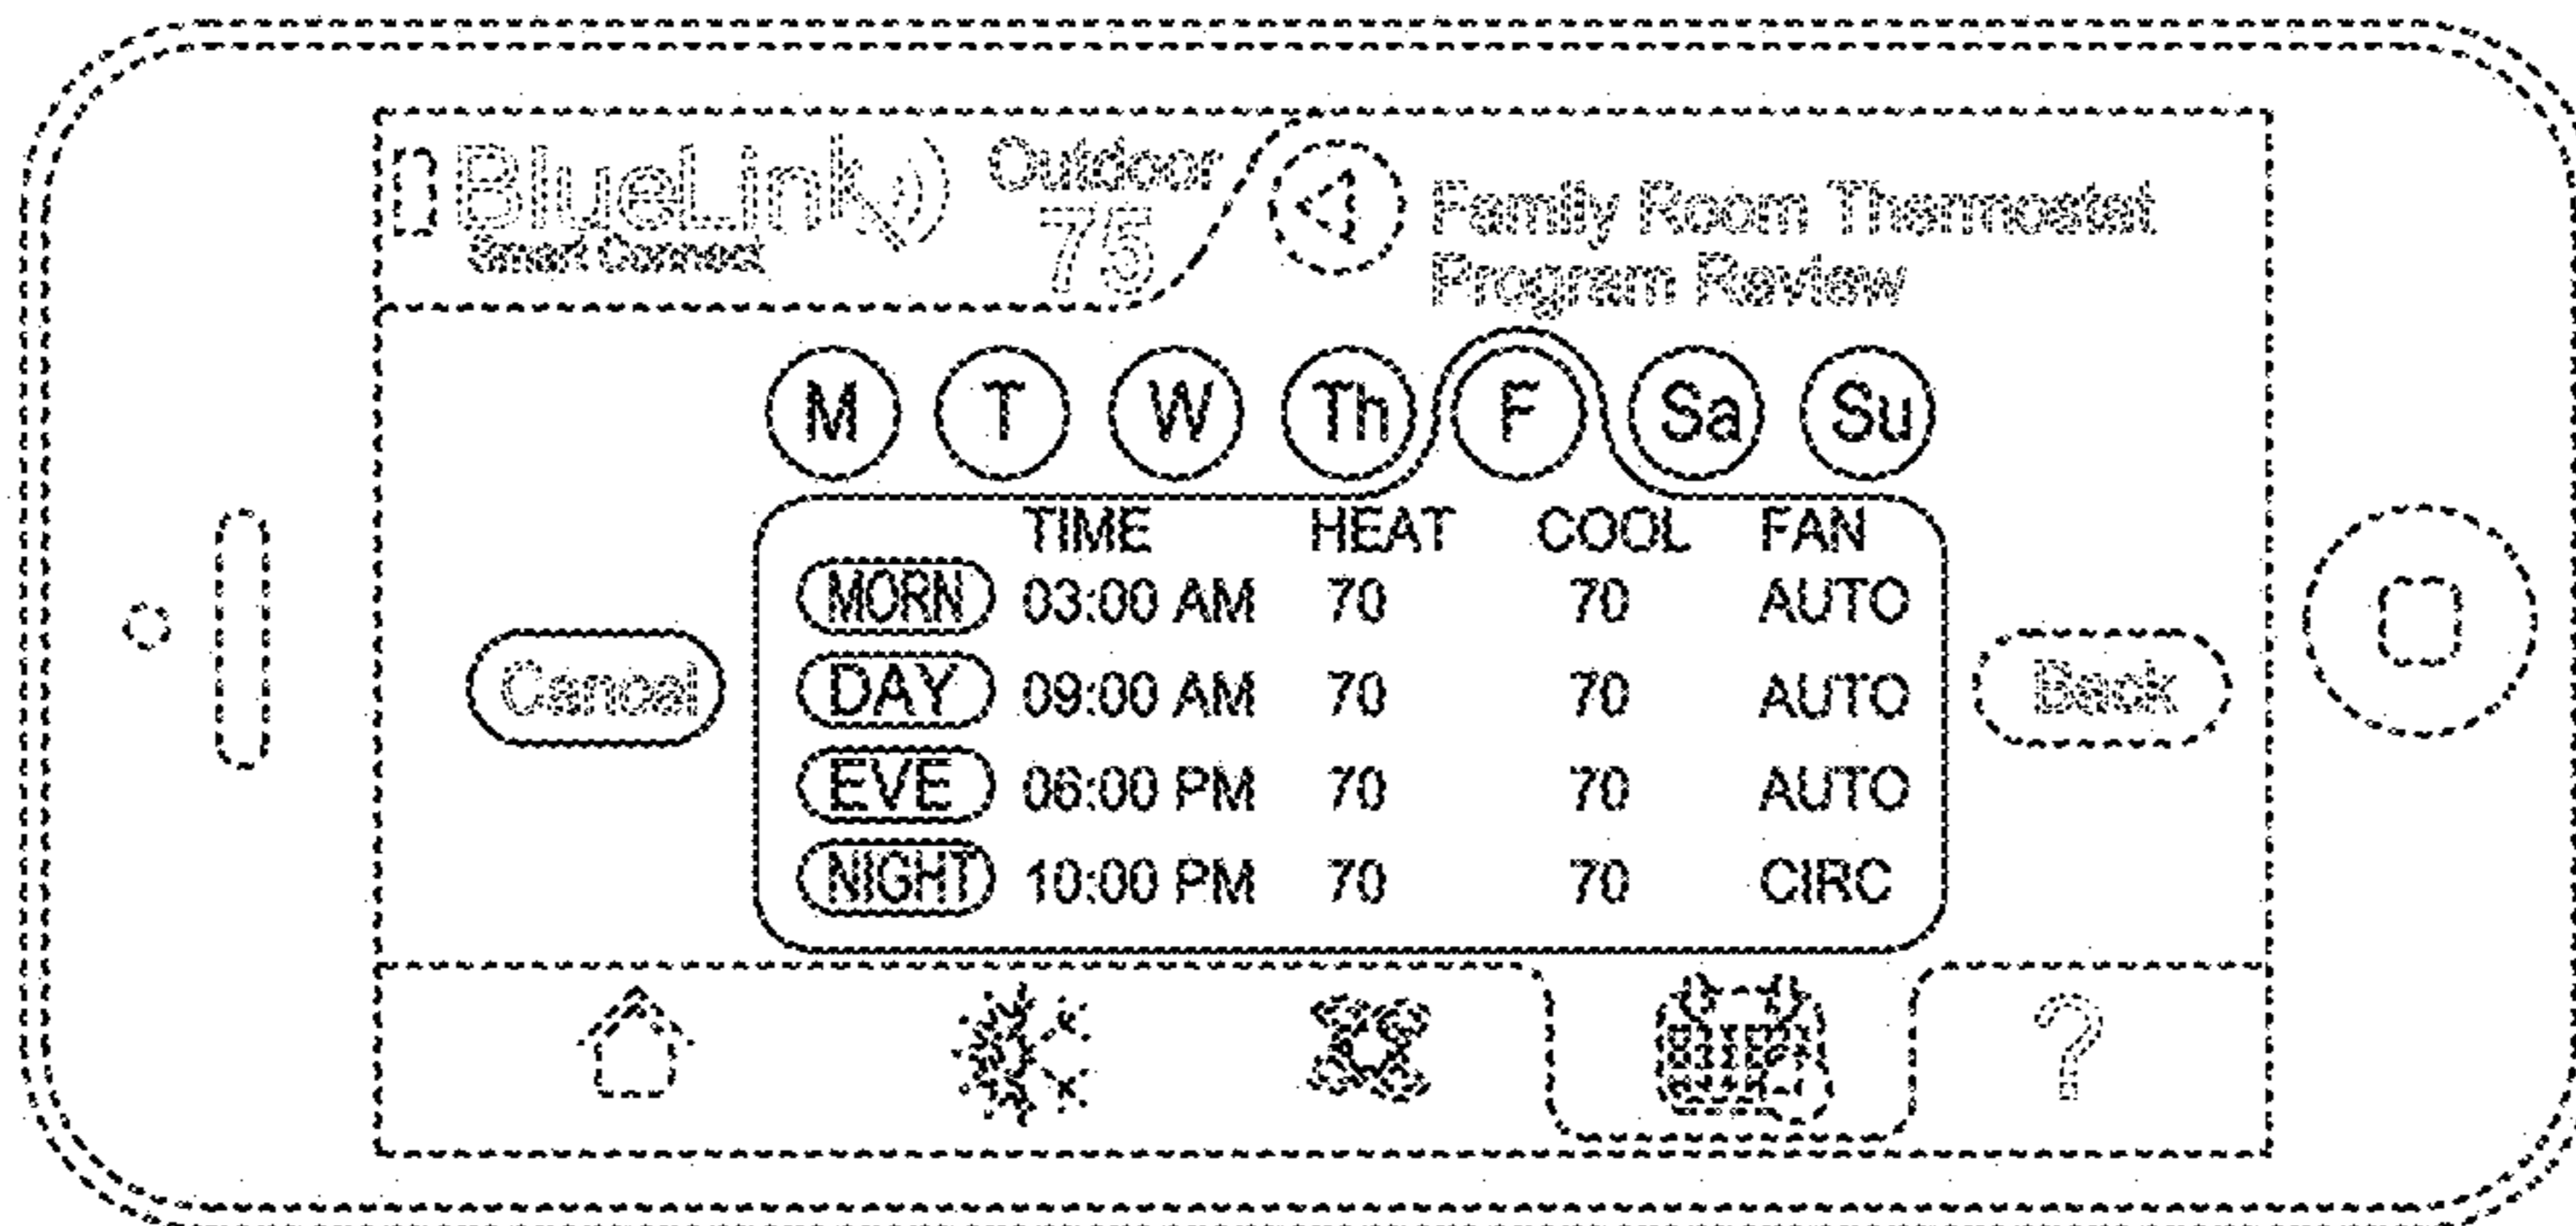 BlueLink
Smart Connect
Outdoor
75
Family Room Thermostat
Program Review
M T W Th F Sa Su
TIME HEAT COOL FAN
MORN 03:00 AM 70 70 AUTO
DAY 09:00 AM 70 70 AUTO
EVE 06:00 PM 70 70 AUTO
NIGHT 10:00 PM 70 70 CIRC
Cancel
Back
?